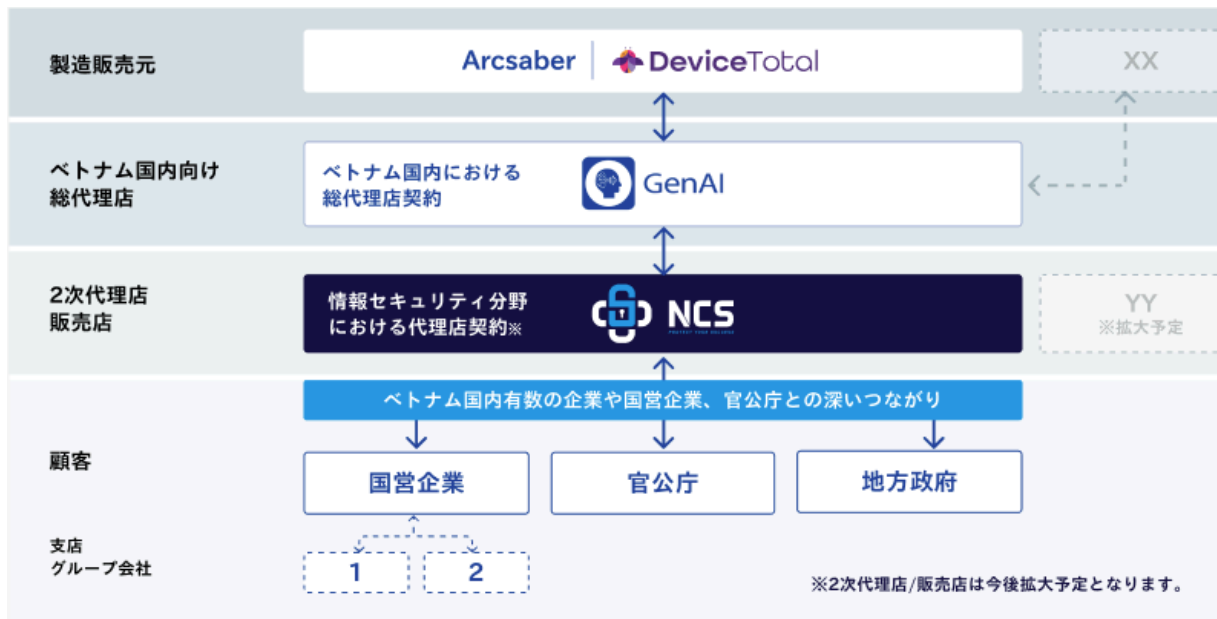 製造販売元
Arcsaber
DeviceTotal
XX
ベトナム国内向け
総代理店
ベトナム国内における
総代理店契約
GenAI
2次代理店
販売店
情報セキュリティ分野
における代理店契約※
NCS
YY
※拡大予定
ベトナム国内有数の企業や国営企業、官公庁との深いつながり
顧客
国営企業
官公庁
地方政府
支店
グループ会社
1
2
※2次代理店/販売店は今後拡大予定となります。